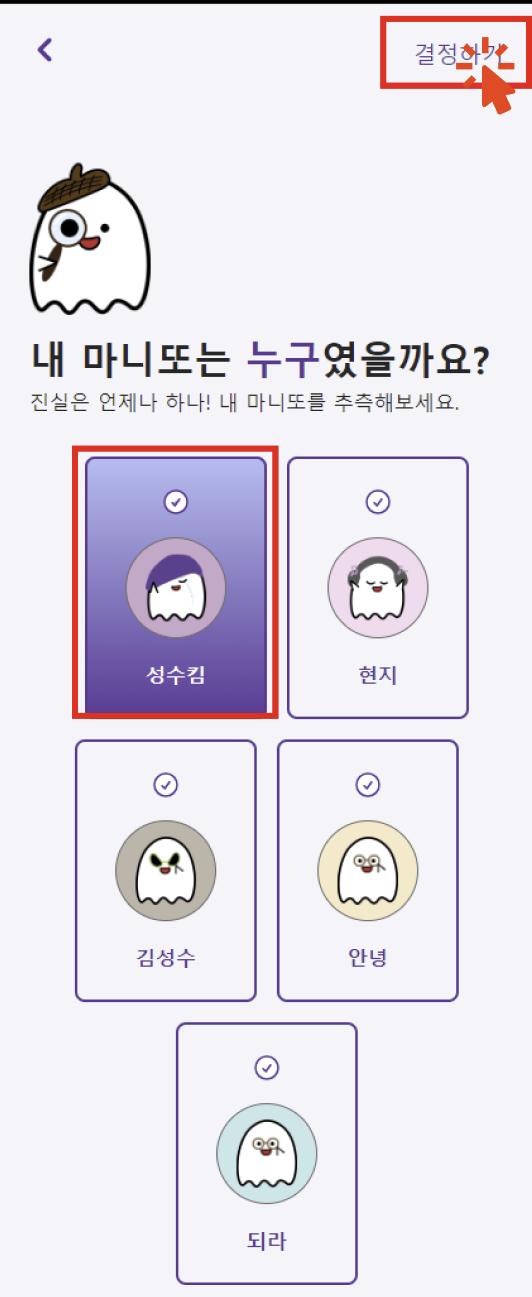 결정하기
내 마니또는 누구였을까요?
진실은 언제나 하나! 내 마니또를 추측해보세요.
성수킴
현지
김성수
안녕
되라